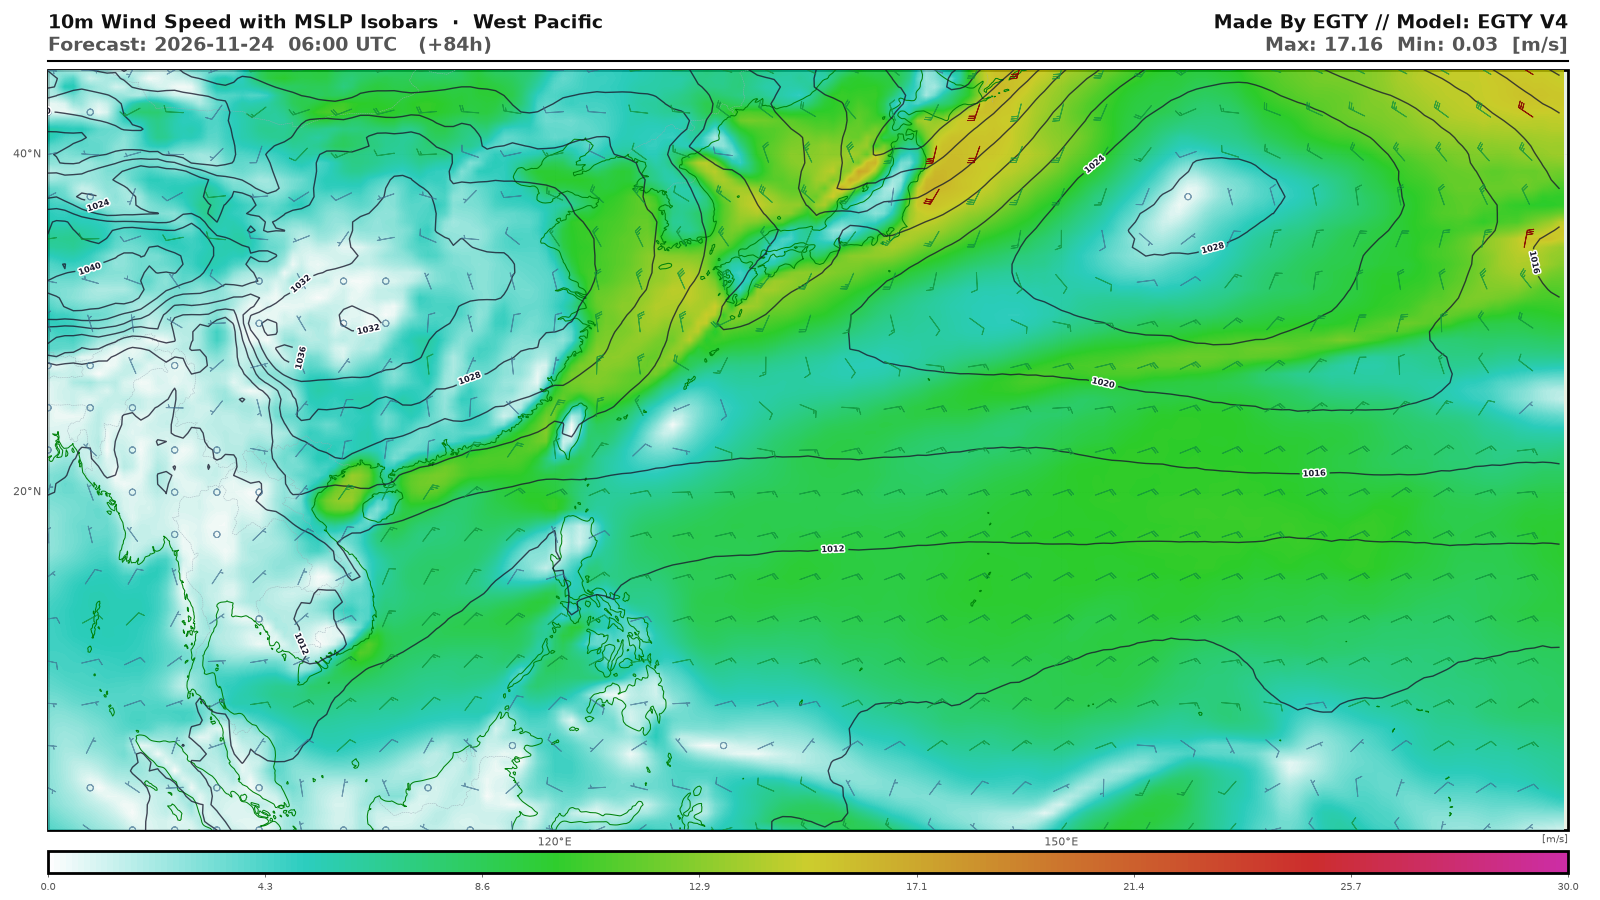 10m Wind Speed with MSLP Isobars · West Pacific
Made By EGTY // Model: EGTY V4
Forecast: 2026-11-24 06:00 UTC (+84h)
Max: 17.16 Min: 0.03 [m/s]
40°N
20°N
1024
1040
1032
1032
1036
1028
1024
1028
1016
1020
1016
1012
1012
120°E
150°E
[m/s]
0.0
4.3
8.6
12.9
17.1
21.4
25.7
30.0